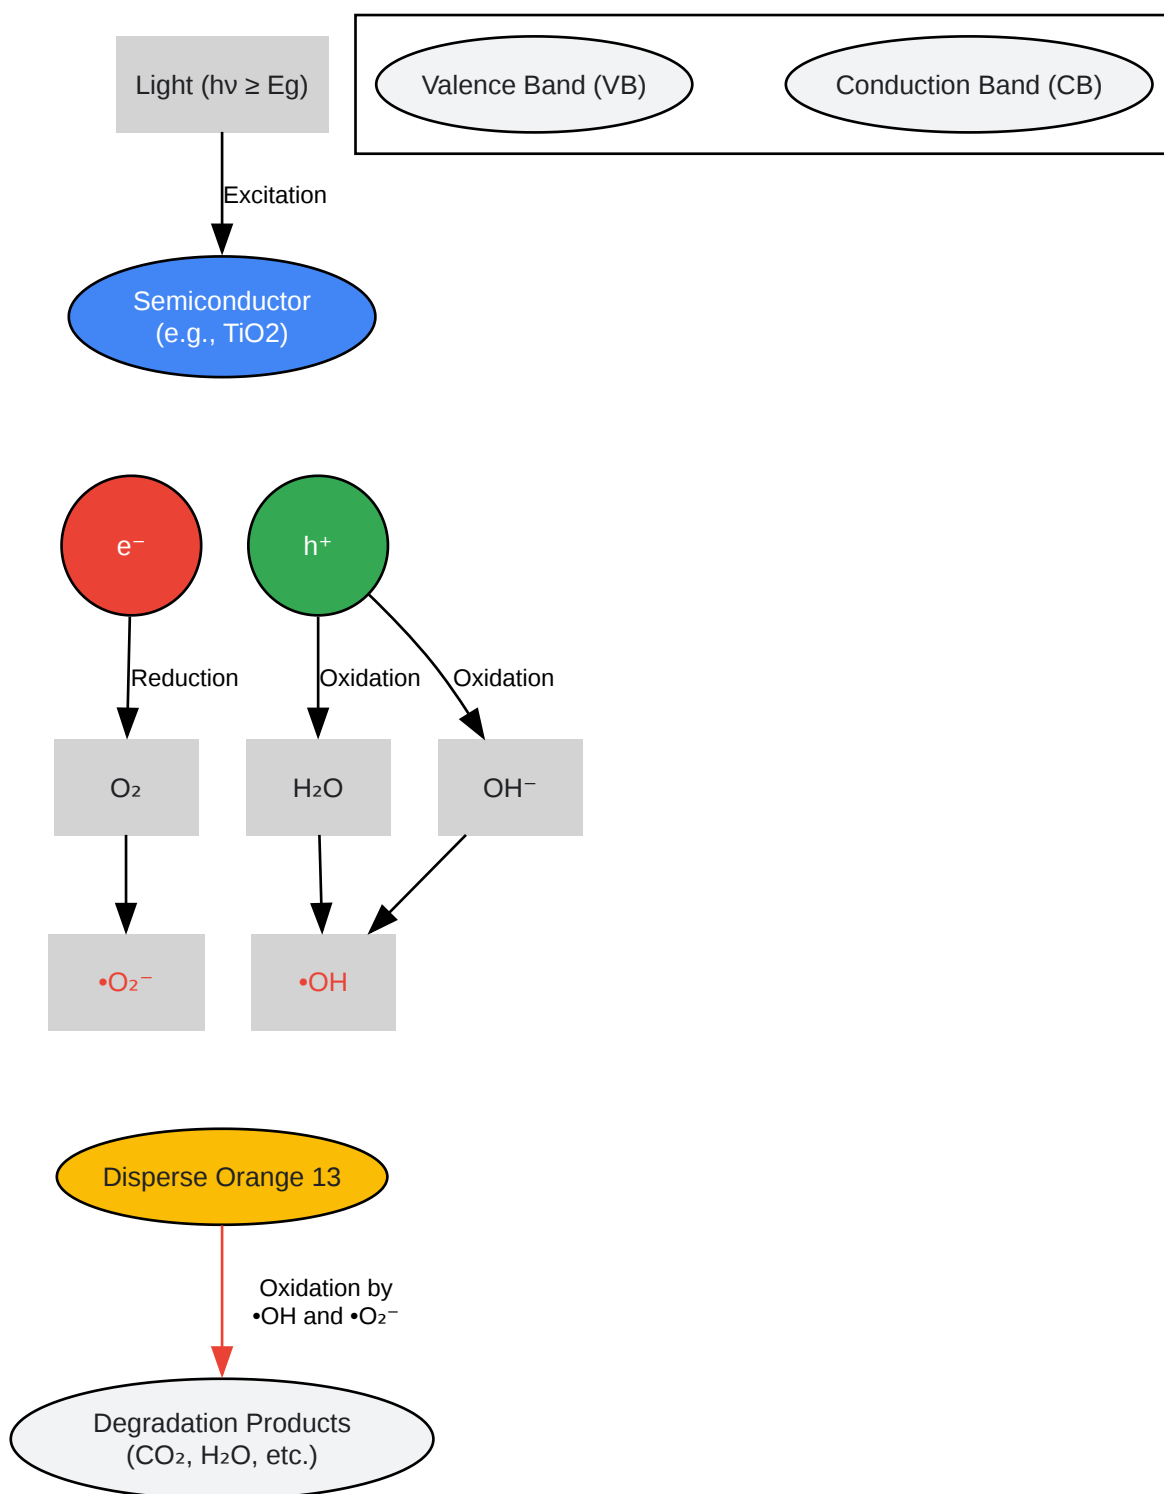 Light (hν ≥ Eg)
Valence Band (VB)
Conduction Band (CB)
Excitation
Semiconductor
(e.g., TiO2)
e⁻
h⁺
Reduction
Oxidation
Oxidation
O₂
H₂O
OH⁻
•O₂⁻
•OH
Disperse Orange 13
Oxidation by
•OH and •O₂⁻
Degradation Products
(CO₂, H₂O, etc.)